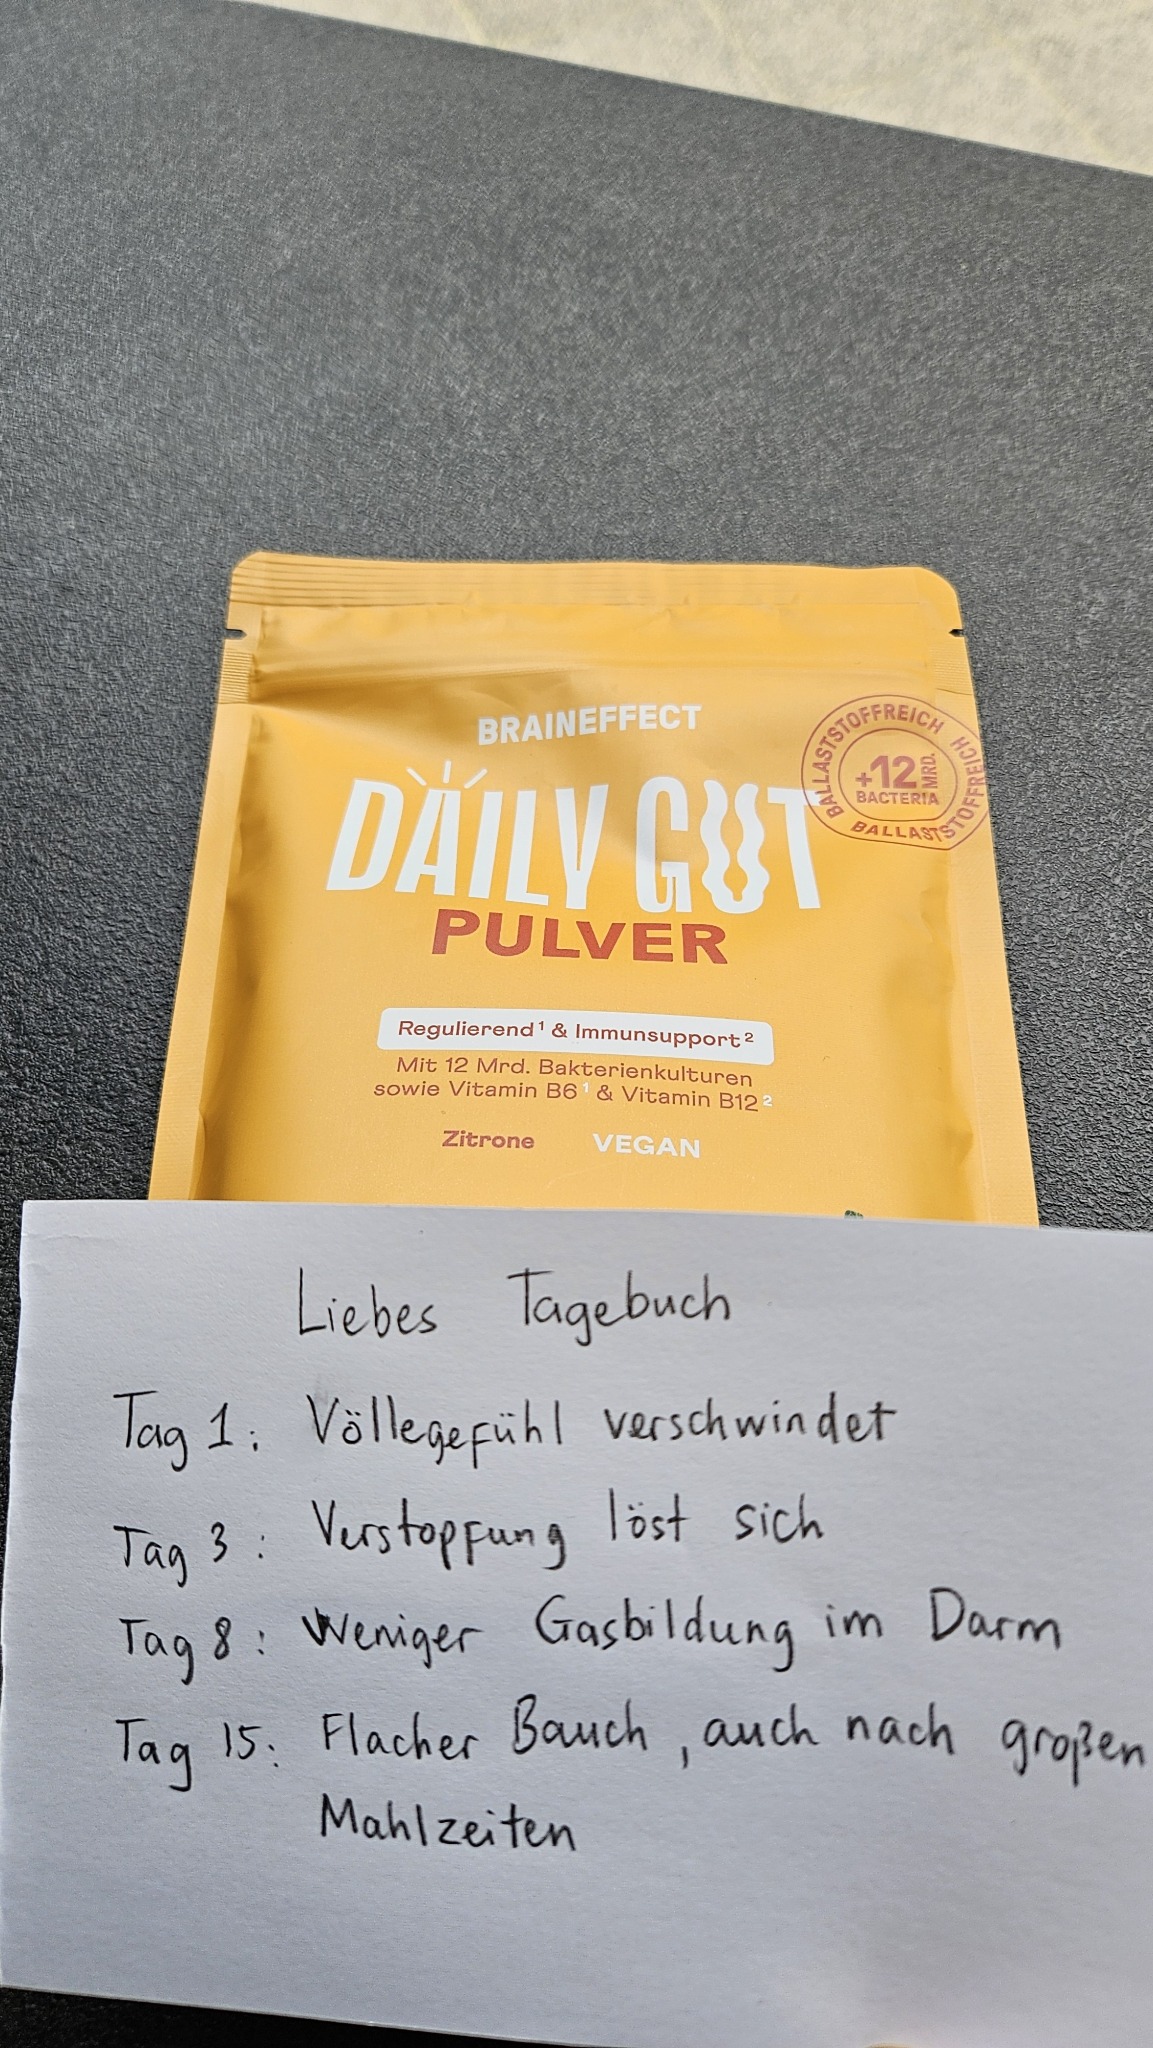 BRAINEFFECT
DAILY GUT
PULVER
BALLASTSTOFFREICH
BALLASTSTOFFREICH
+12 MRD.
BACTERIA
Regulierend¹ & Immunsupport²
Mit 12 Mrd. Bakterienkulturen
sowie Vitamin B6¹ & Vitamin B12²
Zitrone VEGAN
Liebes Tagebuch
Tag 1: Völlegefühl verschwindet
Tag 3: Verstopfung löst sich
Tag 8: Weniger Gasbildung im Darm
Tag 15: Flacher Bauch, auch nach großen
Mahlzeiten